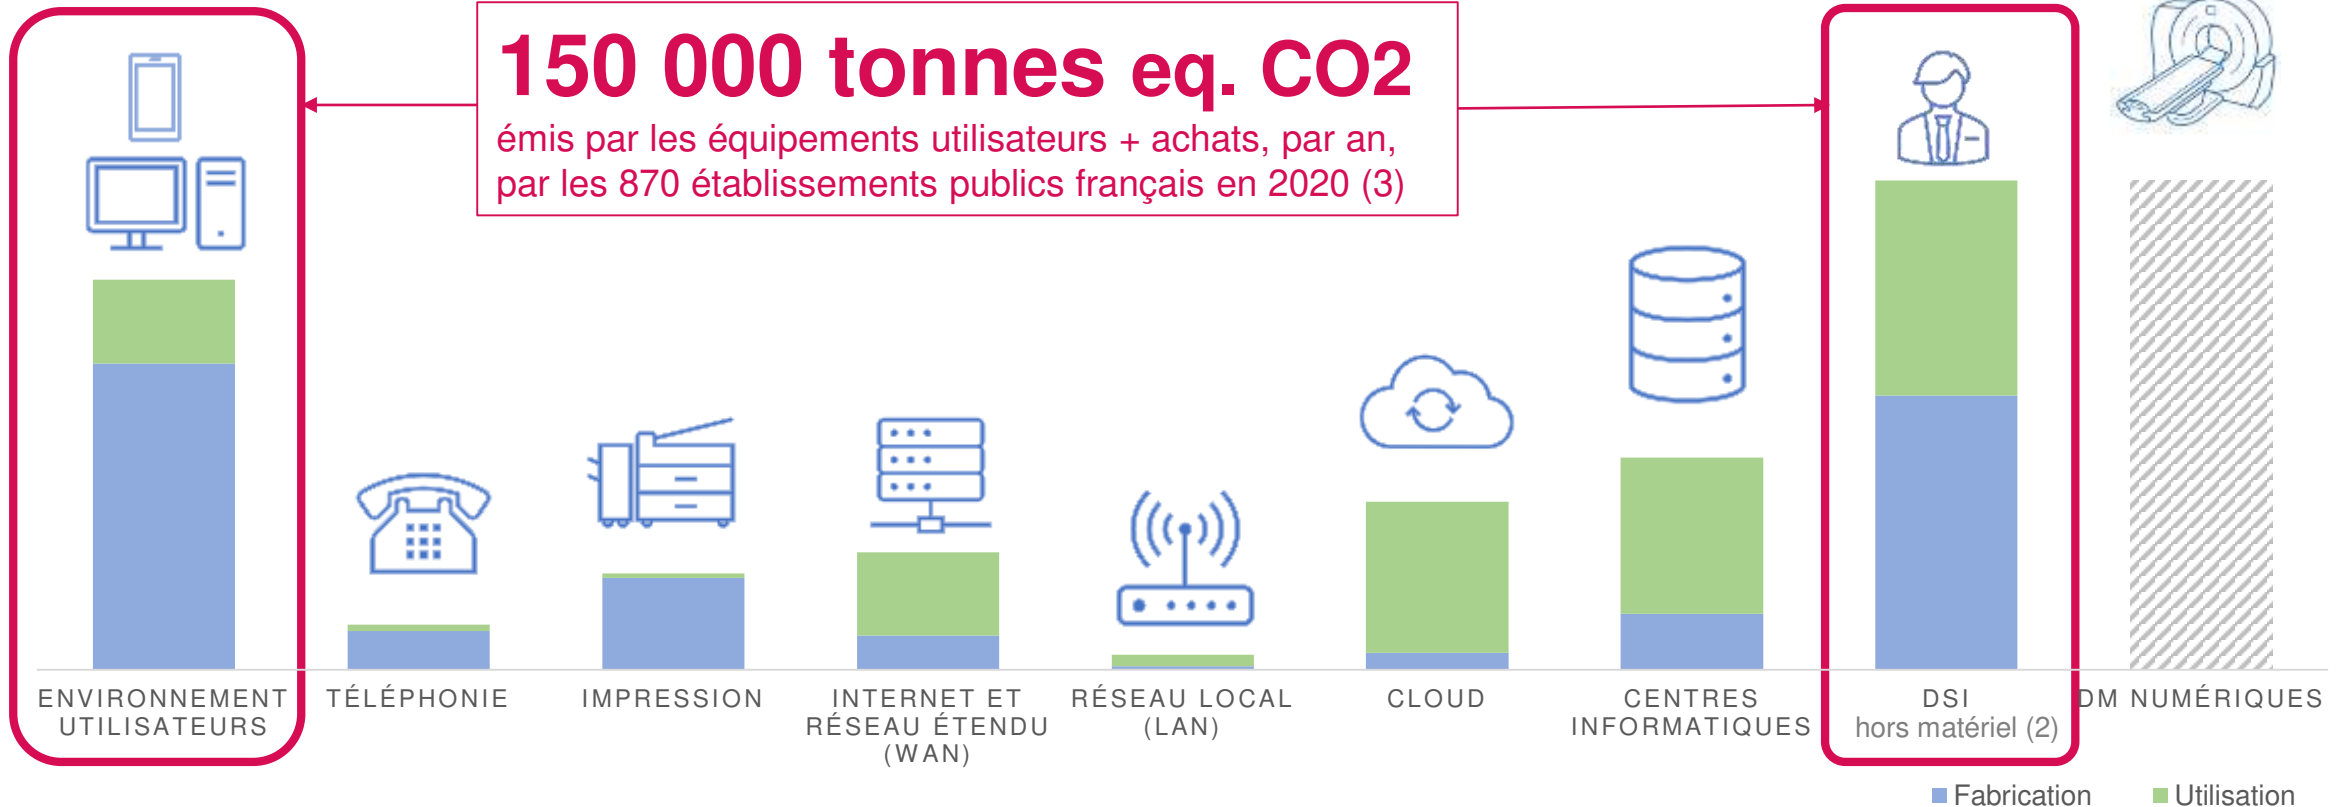 150 000 tonnes eq. CO2
émis par les équipements utilisateurs + achats, par an,
par les 870 établissements publics français en 2020 (3)
ENVIRONNEMENT
UTILISATEURS
TÉLÉPHONIE
IMPRESSION
INTERNET ET
RÉSEAU ÉTENDU
(WAN)
RÉSEAU LOCAL
(LAN)
CLOUD
CENTRES
INFORMATIQUES
DSI
hors matériel (2)
DM NUMÉRIQUES
Fabrication
Utilisation